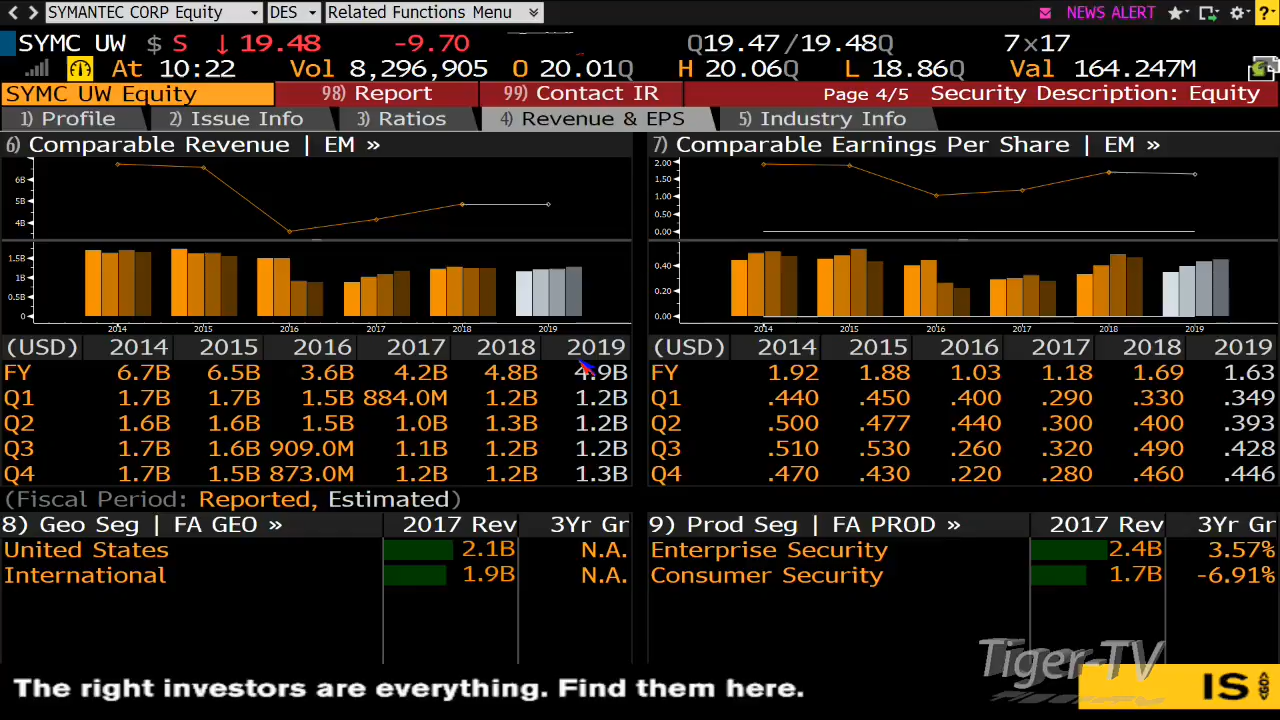 SYMANTEC CORP Equity DES Related Functions Menu NEWS ALERT ?
SYMC UW $ S ↓ 19.48 -9.70 Q19.47/19.48Q 7×17
At 10:22 Vol 8,296,905 O 20.01Q H 20.06Q L 18.86Q Val 164.247M
SYMC UW Equity 98) Report 99) Contact IR Page 4/5 Security Description: Equity
1) Profile 2) Issue Info 3) Ratios 4) Revenue & EPS 5) Industry Info
6) Comparable Revenue | EM » 7) Comparable Earnings Per Share | EM »
6B
5B
4B
1.5B
1B
0.5B
0
2014 2015 2016 2017 2018 2019
2.00
1.50
1.00
0.50
0.00
0.40
0.20
0.00
2014 2015 2016 2017 2018 2019
(USD) 2014 2015 2016 2017 2018 2019 (USD) 2014 2015 2016 2017 2018 2019
FY 6.7B 6.5B 3.6B 4.2B 4.8B 4.9B FY 1.92 1.88 1.03 1.18 1.69 1.63
Q1 1.7B 1.7B 1.5B 884.0M 1.2B 1.2B Q1 .440 .450 .400 .290 .330 .349
Q2 1.6B 1.6B 1.5B 1.0B 1.3B 1.2B Q2 .500 .477 .440 .300 .400 .393
Q3 1.7B 1.6B 909.0M 1.1B 1.2B 1.2B Q3 .510 .530 .260 .320 .490 .428
Q4 1.7B 1.5B 873.0M 1.2B 1.2B 1.3B Q4 .470 .430 .220 .280 .460 .446
(Fiscal Period: Reported, Estimated)
8) Geo Seg | FA GEO » 2017 Rev 3Yr Gr 9) Prod Seg | FA PROD » 2017 Rev 3Yr Gr
United States 2.1B N.A. Enterprise Security 2.4B 3.57%
International 1.9B N.A. Consumer Security 1.7B -6.91%
Tiger-TV
The right investors are everything. Find them here. IS